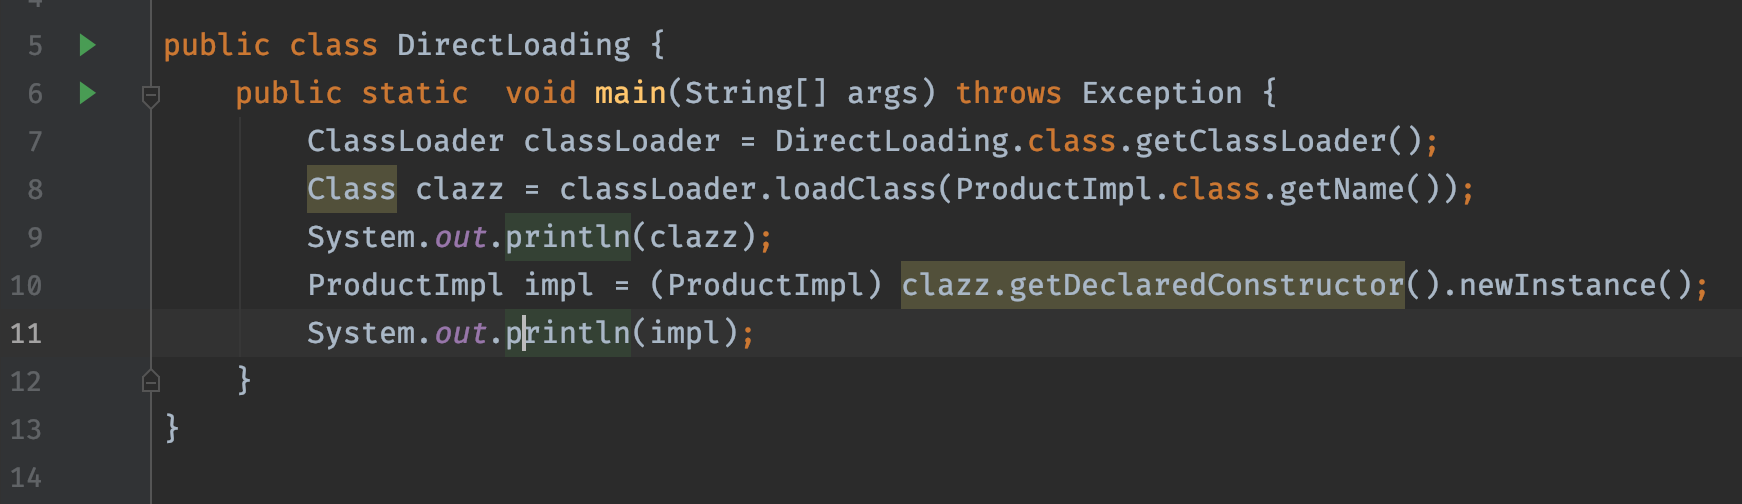 4
5 public class DirectLoading {
6 public static  void main(String[] args) throws Exception {
7 ClassLoader classLoader = DirectLoading.class.getClassLoader();
8 Class clazz = classLoader.loadClass(ProductImpl.class.getName());
9 System.out.println(clazz);
10 ProductImpl impl = (ProductImpl) clazz.getDeclaredConstructor().newInstance();
11 System.out.println(impl);
12 }
13 }
14